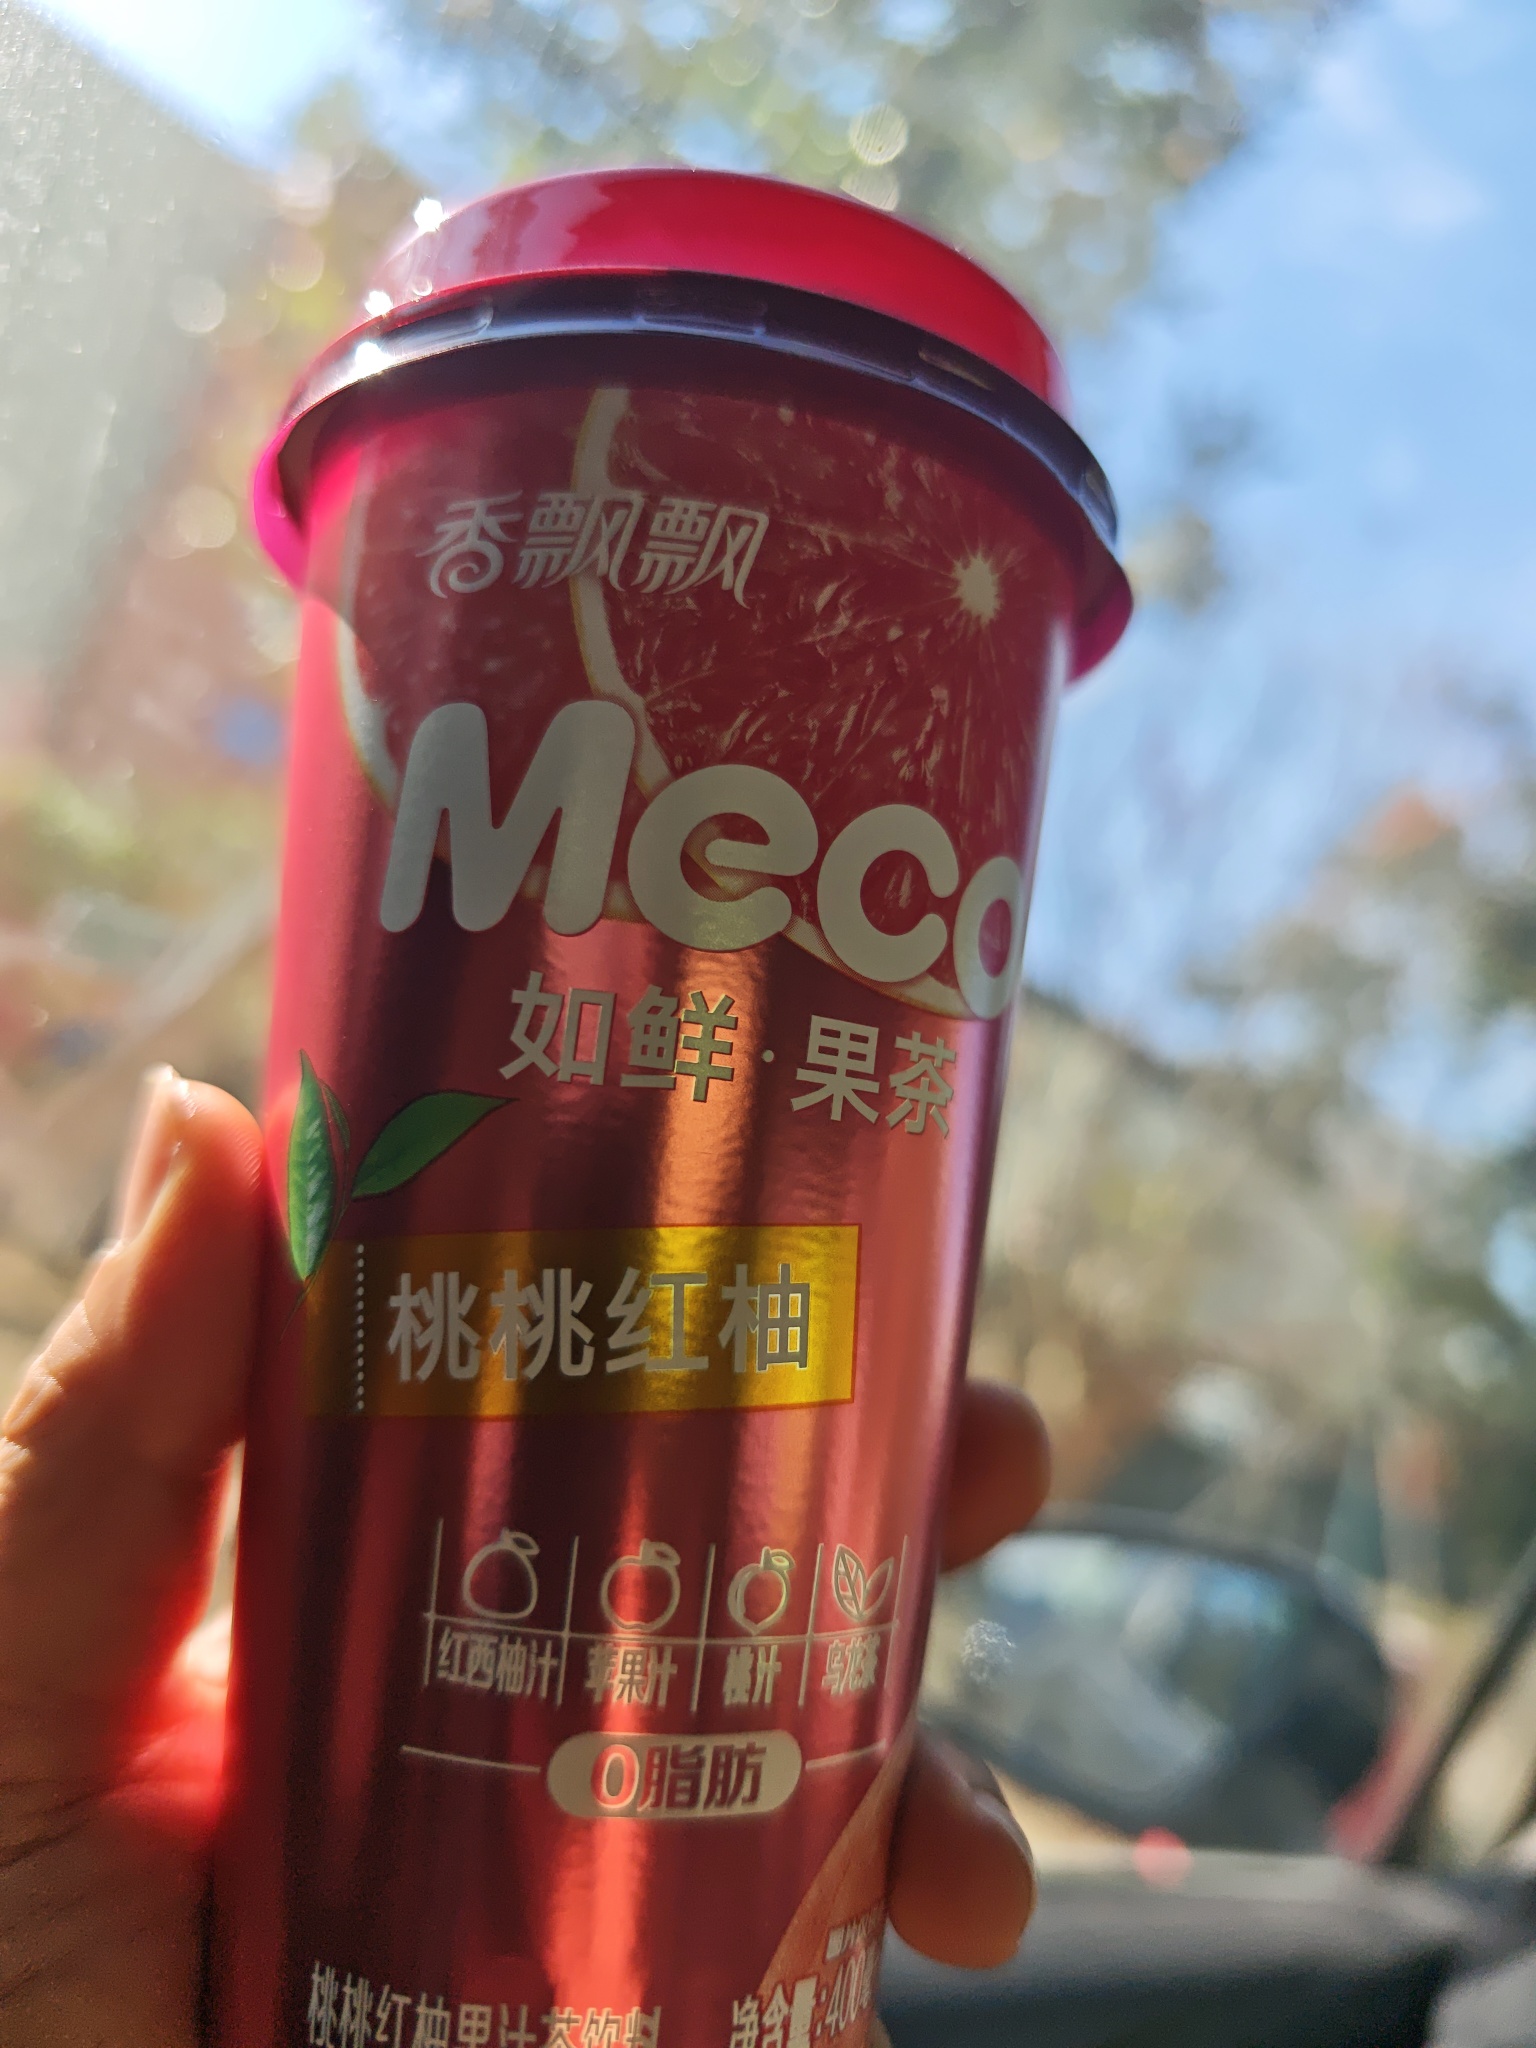 香飘飘
Meco
如鲜·果茶
桃桃红柚
红西柚汁 苹果汁 桃汁 乌龙茶
0脂肪
桃桃红柚果汁茶饮料
净含量:400